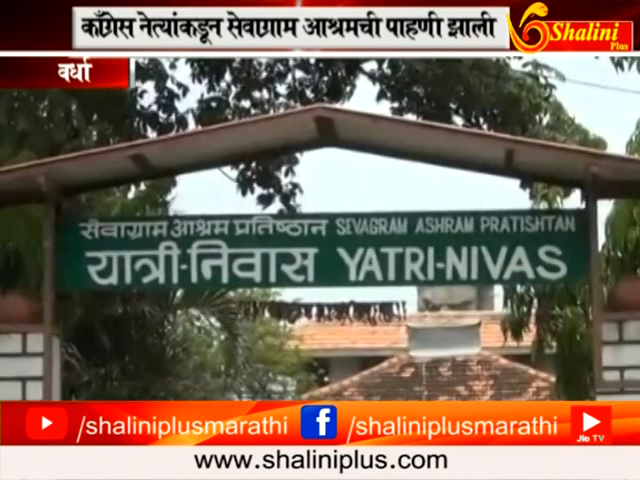 काँग्रेस नेत्यांकडून सेवाग्राम आश्रमची पाहणी झाली
Shalini
Plus
वर्धा
सेवाग्राम आश्रम प्रतिष्ठान SEVAGRAM ASHRAM PRATISHTAN
यात्री-निवास YATRI-NIVAS
/shaliniplusmarathi
f /shaliniplusmarathi
Jio TV
www.shaliniplus.com